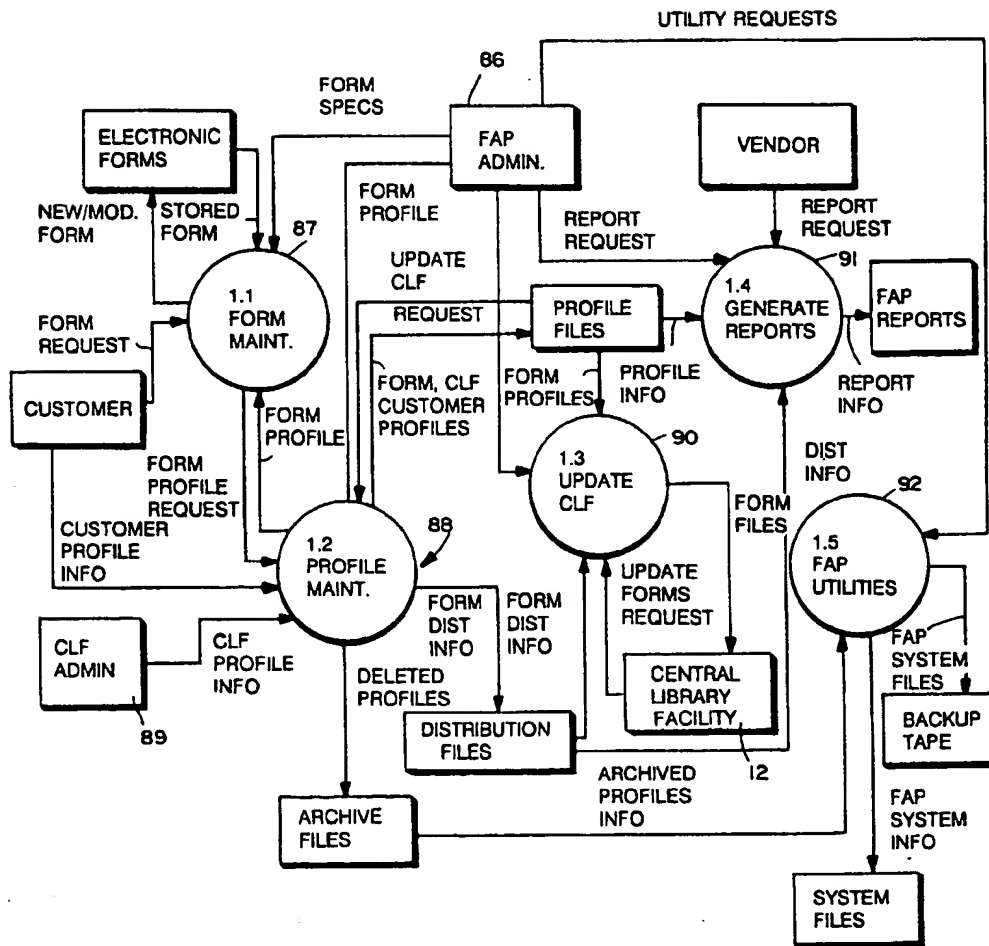 UTILITY REQUESTS
86
FORM
SPECS
ELECTRONIC
FORMS
FAP
ADMIN.
VENDOR
NEW/MOD.
FORM
STORED
FORM
87
FORM
PROFILE
REPORT
REQUEST
REPORT
REQUEST
91
UPDATE
CLF
REQUEST
1.1
FORM
MAINT.
PROFILE
FILES
1.4
GENERATE
REPORTS
FAP
REPORTS
FORM
REQUEST
CUSTOMER
FORM
PROFILE
FORM, CLF
CUSTOMER
PROFILES
FORM
PROFILES
PROFILE
INFO
REPORT
INFO
90
FORM
PROFILE
REQUEST
1.3
UPDATE
CLF
FORM
FILES
DIST
INFO
92
CUSTOMER
PROFILE
INFO
88
1.2
PROFILE
MAINT.
1.5
FAP
UTILITIES
UPDATE
FORMS
REQUEST
FORM
DIST
INFO
FORM
DIST
INFO
CLF
ADMIN
89
CLF
PROFILE
INFO
DELETED
PROFILES
DISTRIBUTION
FILES
CENTRAL
LIBRARY
FACILITY
12
FAP
SYSTEM
FILES
BACKUP
TAPE
ARCHIVE
FILES
ARCHIVED
PROFILES
INFO
FAP
SYSTEM
INFO
SYSTEM
FILES